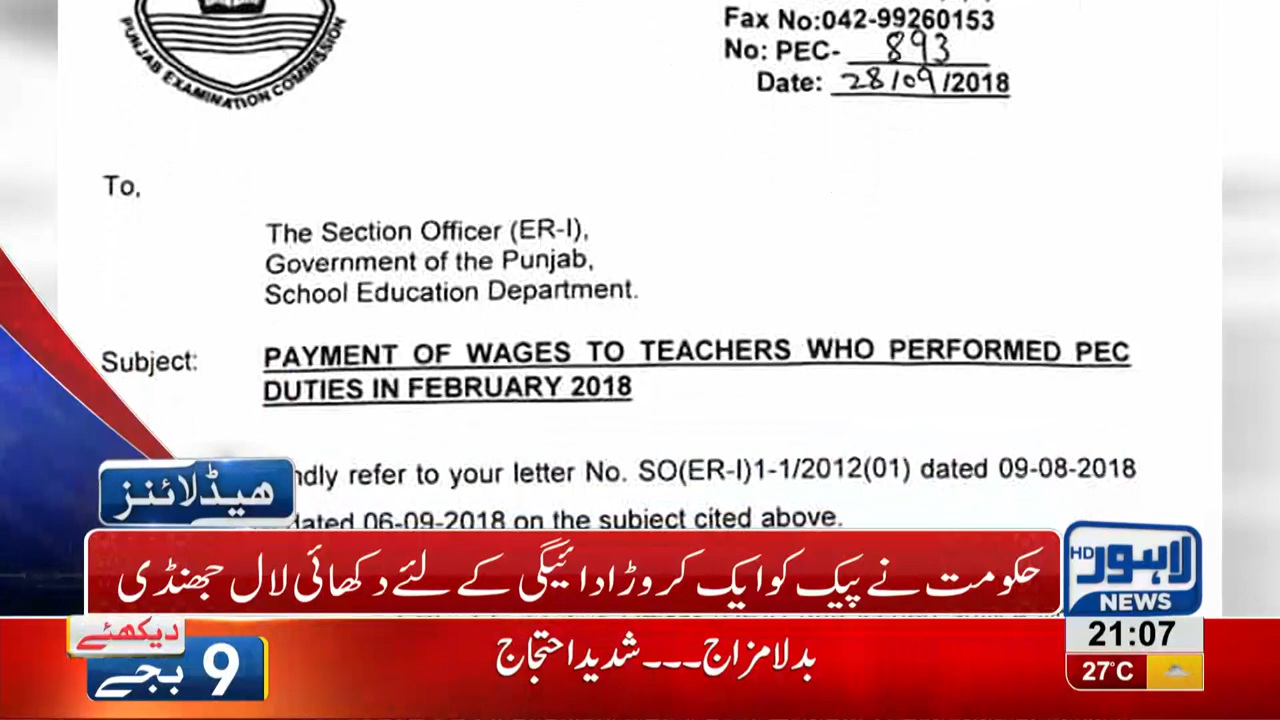 PUNJAB EXAMINATION COMMISSION
Fax No:042-99260153
No: PEC- 893
Date: 28/09/2018
To,
The Section Officer (ER-I),
Government of the Punjab,
School Education Department.
Subject:
PAYMENT OF WAGES TO TEACHERS WHO PERFORMED PEC
DUTIES IN FEBRUARY 2018
ndly refer to your letter No. SO(ER-I)1-1/2012(01) dated 09-08-2018
dated 06-09-2018 on the subject cited above.
ہیڈلائنز
حکومت نے پیک کو ایک کروڑ ادائیگی کے لئے دکھائی لال جھنڈی
لاہور
HD
NEWS
21:07
27°C
دیکھئے
9 بجے
بدلا مزاج ۔۔۔ شدید احتجاج